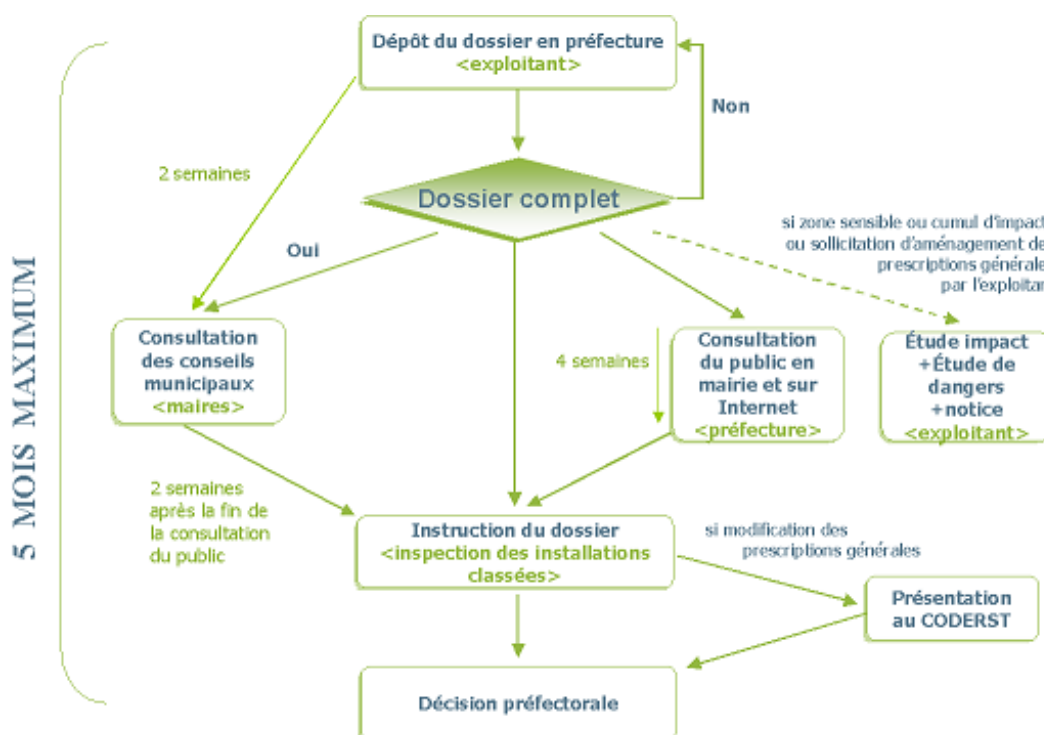 Dépôt du dossier en préfecture
<exploitant>
Non
2 semaines
Dossier complet
Oui
si zone sensible ou cumul d'impact
ou sollicitation d'aménagement de
prescriptions générale
par l'exploitan
5 MOIS MAXIMUM
Consultation
des conseils
municipaux
<maires>
4 semaines
Consultation
du public en
mairie et sur
Internet
<préfecture>
Étude impact
+Étude de
dangers
+notice
<exploitant>
2 semaines
après la fin de
la consultation
du public
Instruction du dossier
<inspection des installations
classées>
si modification des
prescriptions générales
Présentation
au CODERST
Décision préfectorale